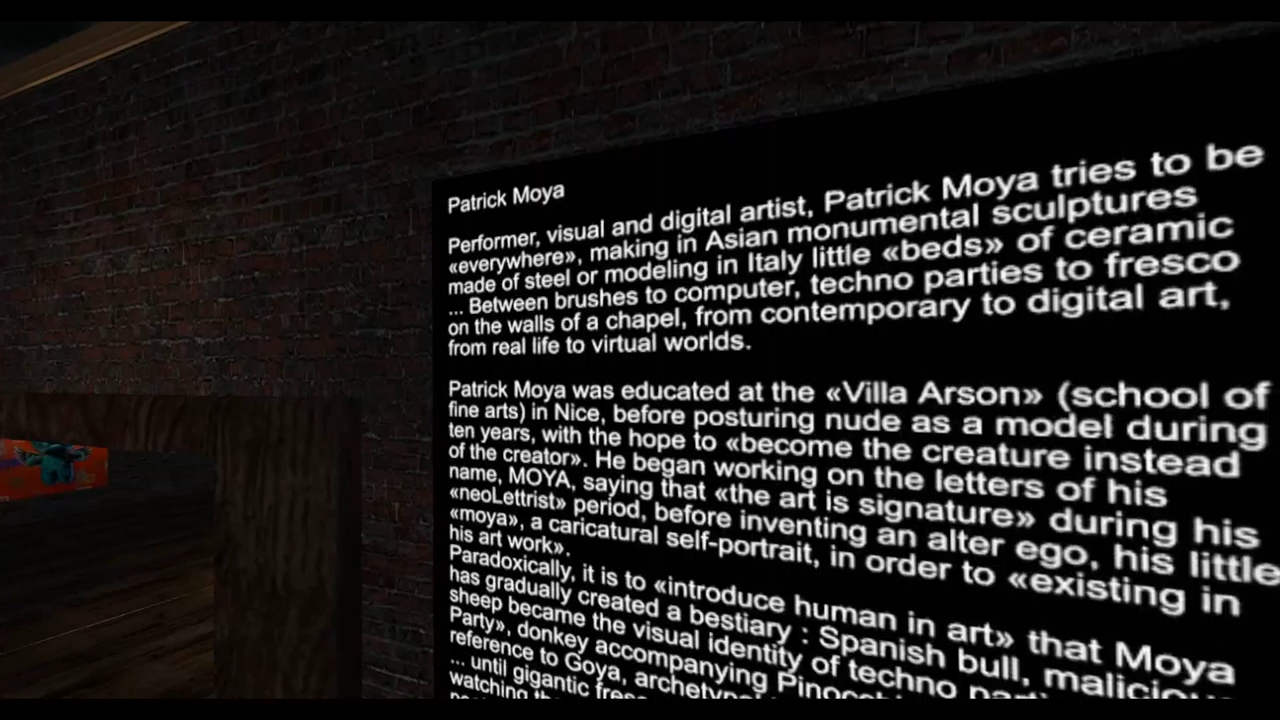 Patrick Moya
Performer, visual and digital artist, Patrick Moya tries to be
«everywhere», making in Asian monumental sculptures
made of steel or modeling in Italy little «beds» of ceramic
... Between brushes to computer, techno parties to fresco
on the walls of a chapel, from contemporary to digital art,
from real life to virtual worlds.
Patrick Moya was educated at the «Villa Arson» (school of
fine arts) in Nice, before posturing nude as a model during
ten years, with the hope to «become the creature instead
of the creator». He began working on the letters of his
name, MOYA, saying that «the art is signature» during his
«neoLettrist» period, before inventing an alter ego, his little
«moya», a caricatural self-portrait, in order to «existing in
his art work».
Paradoxically, it is to «introduce human in art» that Moya
has gradually created a bestiary : Spanish bull, malicious
sheep became the visual identity of techno
Party», donkey accompanying
reference to Goya,
... until gigantic
watching